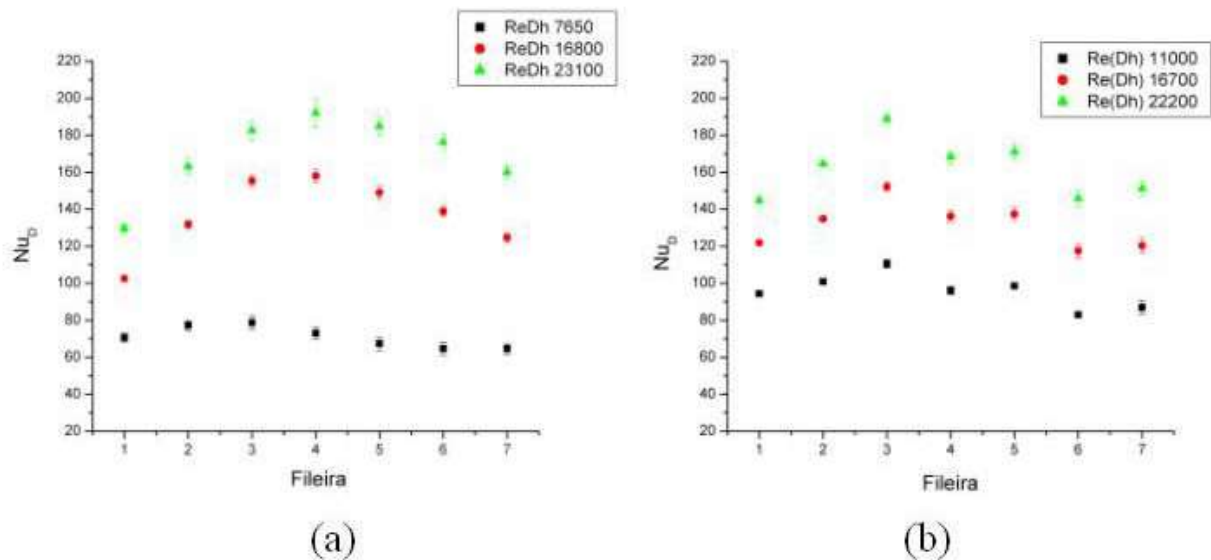 ReDh 7650
ReDh 16800
ReDh 23100
220
200
180
160
140
120
100
80
60
40
20
Nu_D
1 2 3 4 5 6 7
Fileira
(a)
Re(Dh) 11000
Re(Dh) 16700
Re(Dh) 22200
220
200
180
160
140
120
100
80
60
40
20
Nu_D
1 2 3 4 5 6 7
Fileira
(b)